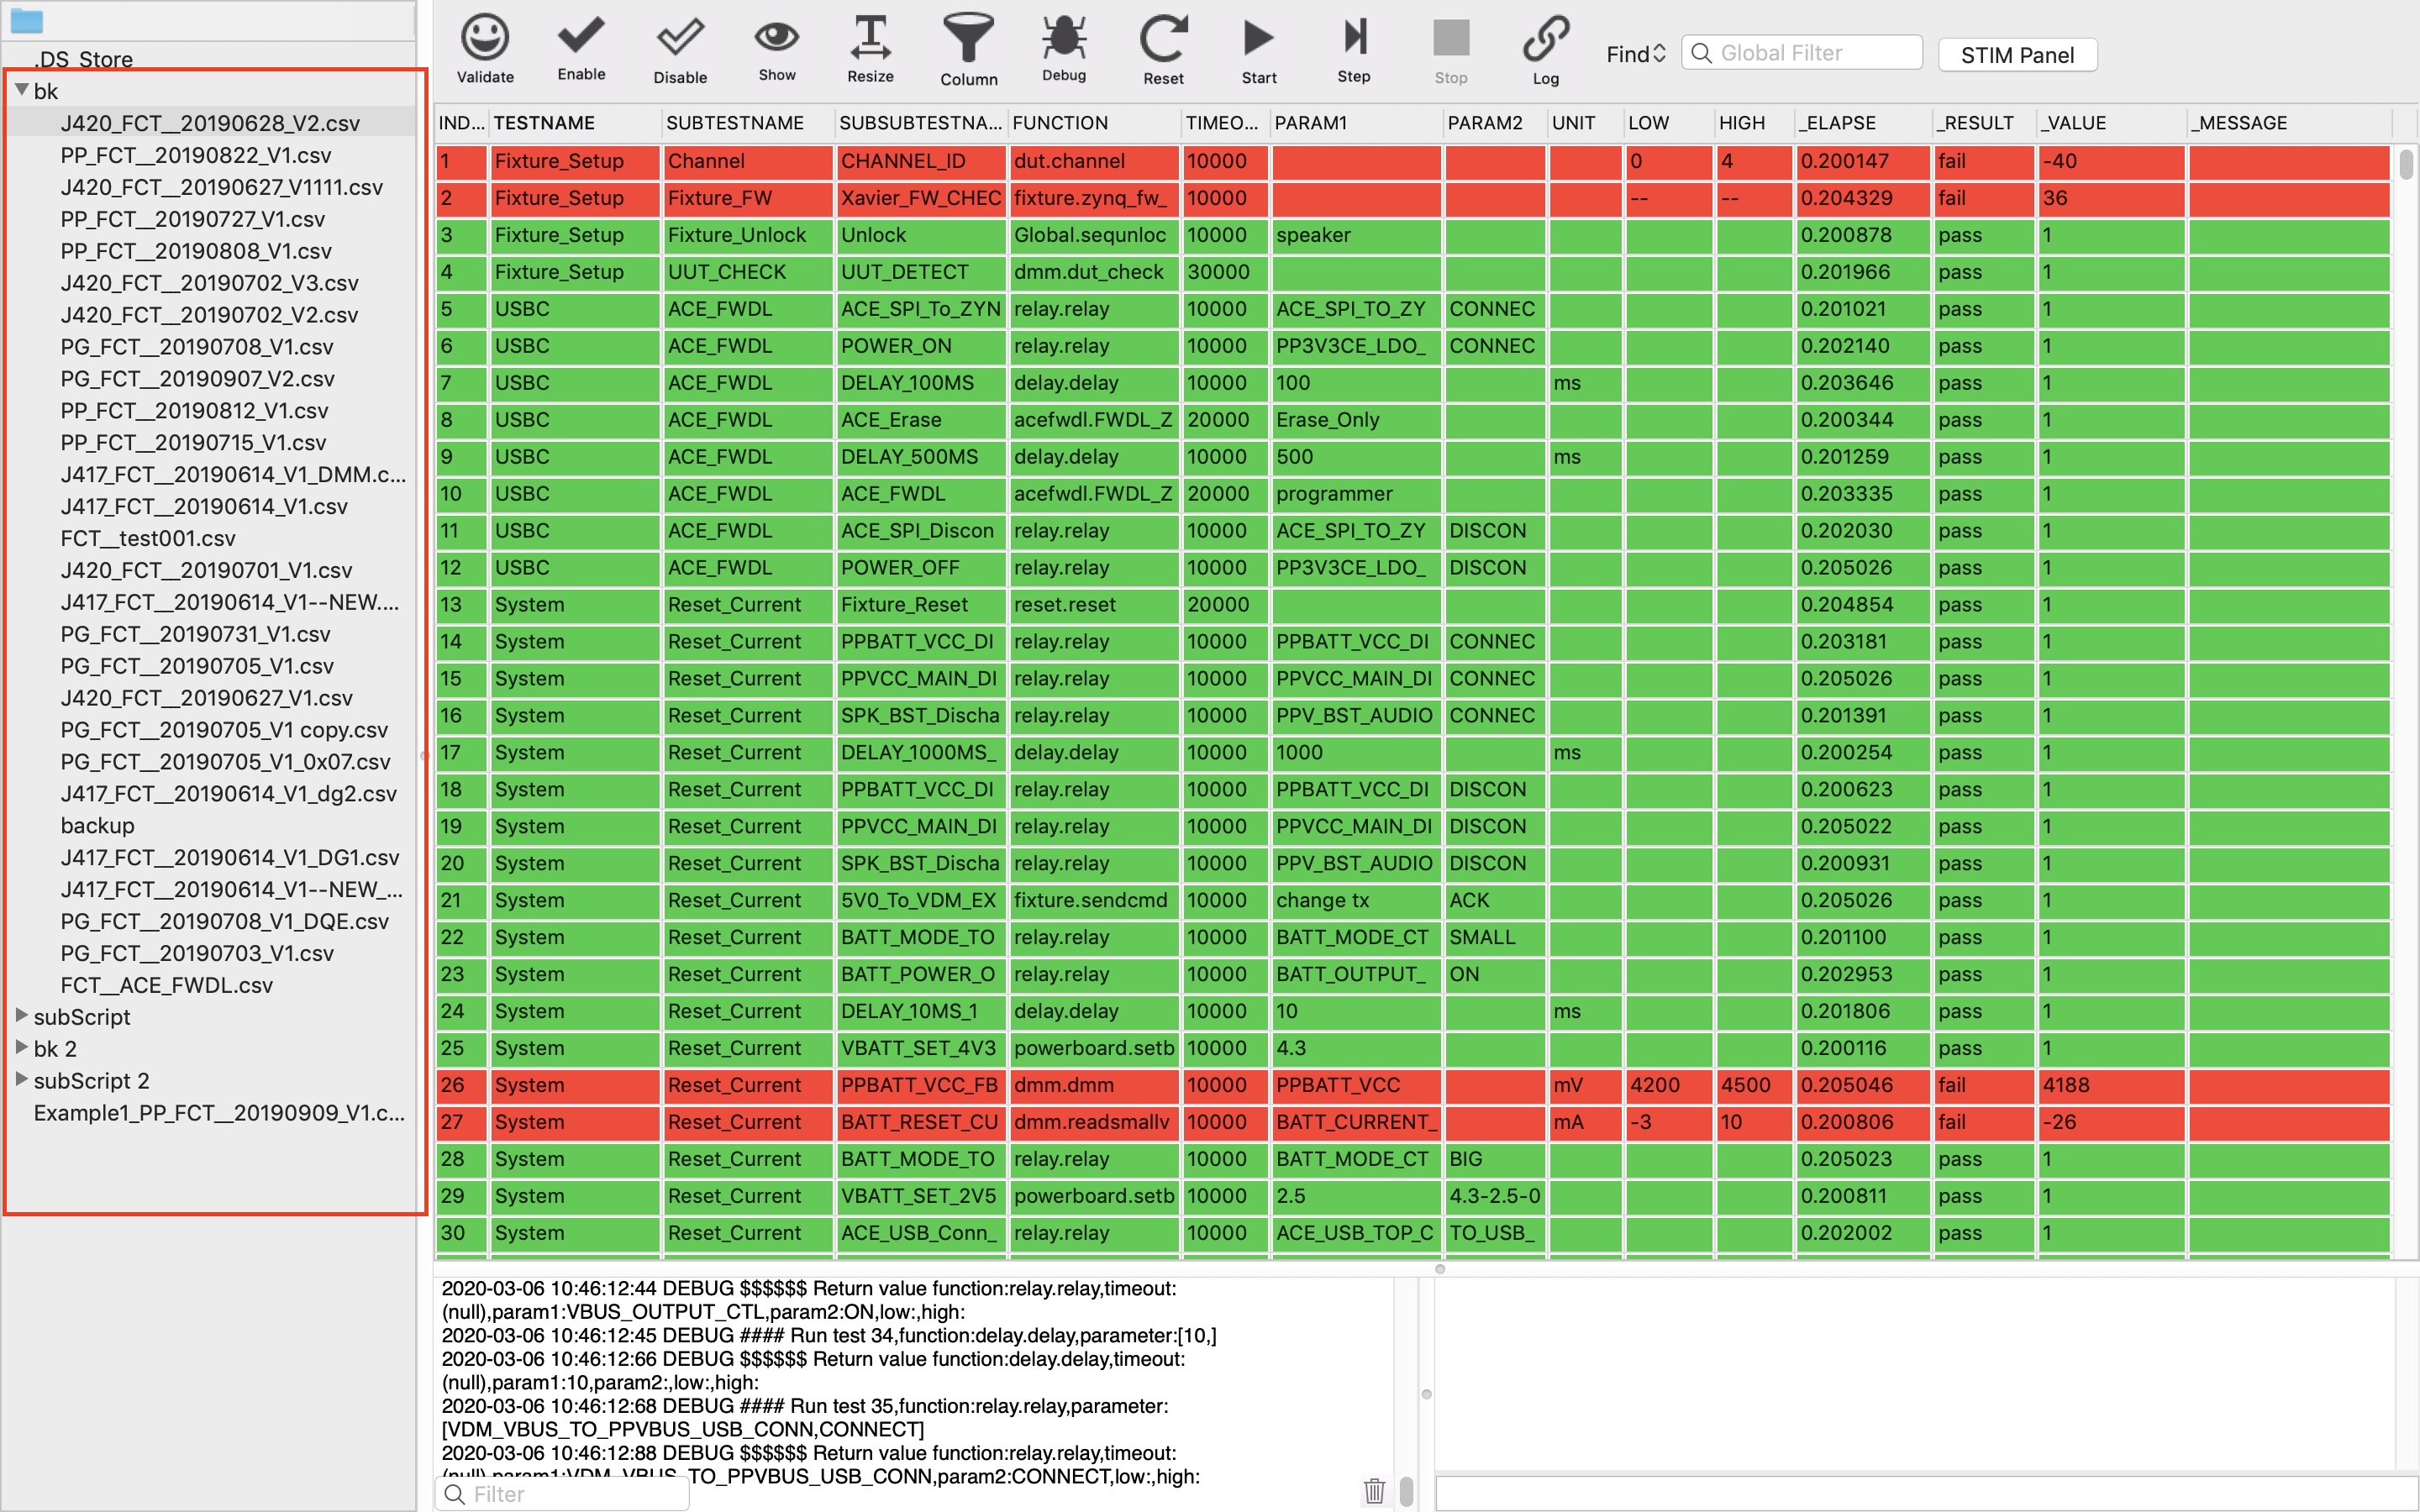 Validate Enable Disable Show Resize Column Debug Reset Start Step Stop Log Find Global Filter STIM Panel
.DS_Store
bk
J420_FCT__20190628_V2.csv
PP_FCT__20190822_V1.csv
J420_FCT__20190627_V1111.csv
PP_FCT__20190727_V1.csv
PP_FCT__20190808_V1.csv
J420_FCT__20190702_V3.csv
J420_FCT__20190702_V2.csv
PG_FCT__20190708_V1.csv
PG_FCT__20190907_V2.csv
PP_FCT__20190812_V1.csv
PP_FCT__20190715_V1.csv
J417_FCT__20190614_V1_DMM.c...
J417_FCT__20190614_V1.csv
FCT__test001.csv
J420_FCT__20190701_V1.csv
J417_FCT__20190614_V1--NEW....
PG_FCT__20190731_V1.csv
PG_FCT__20190705_V1.csv
J420_FCT__20190627_V1.csv
PG_FCT__20190705_V1 copy.csv
PG_FCT__20190705_V1_0x07.csv
J417_FCT__20190614_V1_dg2.csv
backup
J417_FCT__20190614_V1_DG1.csv
J417_FCT__20190614_V1--NEW_...
PG_FCT__20190708_V1_DQE.csv
PG_FCT__20190703_V1.csv
FCT__ACE_FWDL.csv
subScript
bk 2
subScript 2
Example1_PP_FCT__20190909_V1.c...
IND... TESTNAME SUBTESTNAME SUBSUBTESTNA... FUNCTION TIMEO... PARAM1 PARAM2 UNIT LOW HIGH _ELAPSE _RESULT _VALUE _MESSAGE
1 Fixture_Setup Channel CHANNEL_ID dut.channel 10000 0 4 0.200147 fail -40
2 Fixture_Setup Fixture_FW Xavier_FW_CHEC fixture.zynq_fw_ 10000 -- -- 0.204329 fail 36
3 Fixture_Setup Fixture_Unlock Unlock Global.sequnloc 10000 speaker 0.200878 pass 1
4 Fixture_Setup UUT_CHECK UUT_DETECT dmm.dut_check 30000 0.201966 pass 1
5 USBC ACE_FWDL ACE_SPI_To_ZYN relay.relay 10000 ACE_SPI_TO_ZY CONNEC 0.201021 pass 1
6 USBC ACE_FWDL POWER_ON relay.relay 10000 PP3V3CE_LDO_ CONNEC 0.202140 pass 1
7 USBC ACE_FWDL DELAY_100MS delay.delay 10000 100 ms 0.203646 pass 1
8 USBC ACE_FWDL ACE_Erase acefwdl.FWDL_Z 20000 Erase_Only 0.200344 pass 1
9 USBC ACE_FWDL DELAY_500MS delay.delay 10000 500 ms 0.201259 pass 1
10 USBC ACE_FWDL ACE_FWDL acefwdl.FWDL_Z 20000 programmer 0.203335 pass 1
11 USBC ACE_FWDL ACE_SPI_Discon relay.relay 10000 ACE_SPI_TO_ZY DISCON 0.202030 pass 1
12 USBC ACE_FWDL POWER_OFF relay.relay 10000 PP3V3CE_LDO_ DISCON 0.205026 pass 1
13 System Reset_Current Fixture_Reset reset.reset 20000 0.204854 pass 1
14 System Reset_Current PPBATT_VCC_DI relay.relay 10000 PPBATT_VCC_DI CONNEC 0.203181 pass 1
15 System Reset_Current PPVCC_MAIN_DI relay.relay 10000 PPVCC_MAIN_DI CONNEC 0.205026 pass 1
16 System Reset_Current SPK_BST_Discha relay.relay 10000 PPV_BST_AUDIO CONNEC 0.201391 pass 1
17 System Reset_Current DELAY_1000MS_ delay.delay 10000 1000 ms 0.200254 pass 1
18 System Reset_Current PPBATT_VCC_DI relay.relay 10000 PPBATT_VCC_DI DISCON 0.200623 pass 1
19 System Reset_Current PPVCC_MAIN_DI relay.relay 10000 PPVCC_MAIN_DI DISCON 0.205022 pass 1
20 System Reset_Current SPK_BST_Discha relay.relay 10000 PPV_BST_AUDIO DISCON 0.200931 pass 1
21 System Reset_Current 5V0_To_VDM_EX fixture.sendcmd 10000 change tx ACK 0.205026 pass 1
22 System Reset_Current BATT_MODE_TO relay.relay 10000 BATT_MODE_CT SMALL 0.201100 pass 1
23 System Reset_Current BATT_POWER_O relay.relay 10000 BATT_OUTPUT_ ON 0.202953 pass 1
24 System Reset_Current DELAY_10MS_1 delay.delay 10000 10 ms 0.201806 pass 1
25 System Reset_Current VBATT_SET_4V3 powerboard.setb 10000 4.3 0.200116 pass 1
26 System Reset_Current PPBATT_VCC_FB dmm.dmm 10000 PPBATT_VCC mV 4200 4500 0.205046 fail 4188
27 System Reset_Current BATT_RESET_CU dmm.readsmallv 10000 BATT_CURRENT_ mA -3 10 0.200806 fail -26
28 System Reset_Current BATT_MODE_TO relay.relay 10000 BATT_MODE_CT BIG 0.205023 pass 1
29 System Reset_Current VBATT_SET_2V5 powerboard.setb 10000 2.5 4.3-2.5-0 0.200811 pass 1
30 System Reset_Current ACE_USB_Conn_ relay.relay 10000 ACE_USB_TOP_C TO_USB_ 0.202002 pass 1
2020-03-06 10:46:12:44 DEBUG $$$$$$ Return value function:relay.relay,timeout:
(null),param1:VBUS_OUTPUT_CTL,param2:ON,low:,high:
2020-03-06 10:46:12:45 DEBUG #### Run test 34,function:delay.delay,parameter:[10,]
2020-03-06 10:46:12:66 DEBUG $$$$$$ Return value function:delay.delay,timeout:
(null),param1:10,param2:,low:,high:
2020-03-06 10:46:12:68 DEBUG #### Run test 35,function:relay.relay,parameter:
[VDM_VBUS_TO_PPVBUS_USB_CONN,CONNECT]
2020-03-06 10:46:12:88 DEBUG $$$$$$ Return value function:relay.relay,timeout:
(null),param1:VDM_VBUS_TO_PPVBUS_USB_CONN,param2:CONNECT,low:,high:
Filter